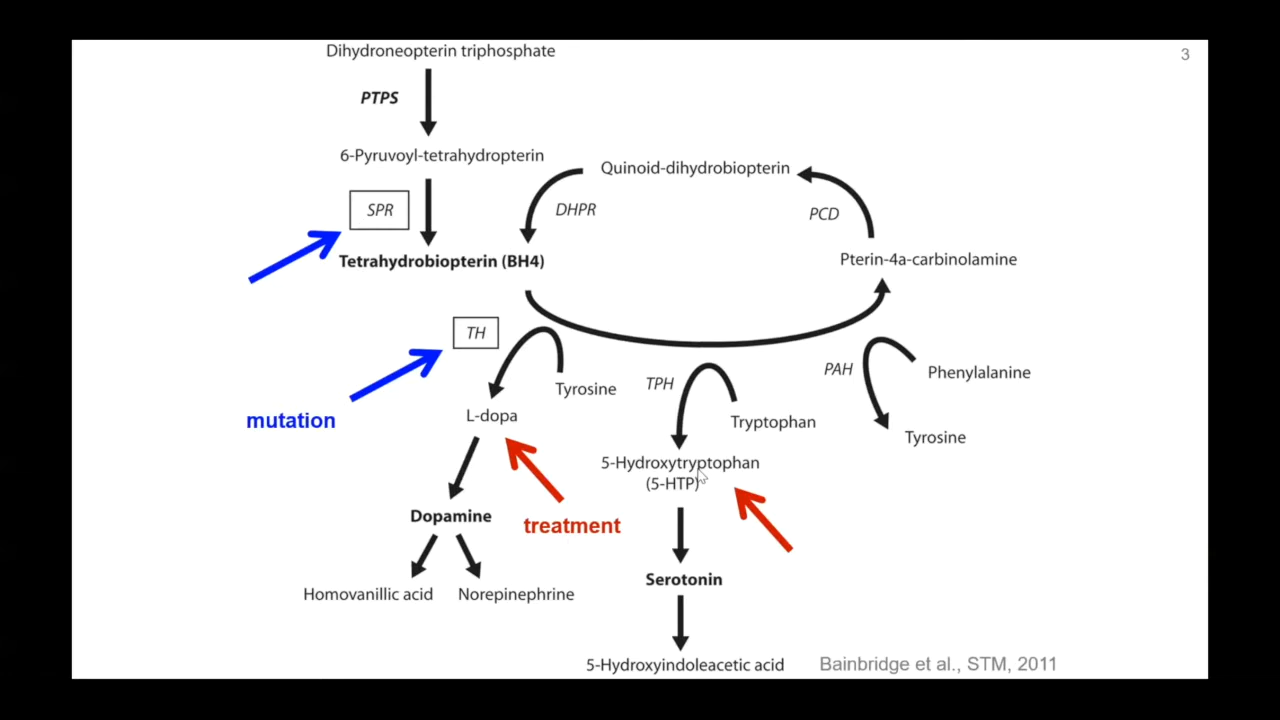 Dihydroneopterin triphosphate
3
PTPS
6-Pyruvoyl-tetrahydropterin
Quinoid-dihydrobiopterin
SPR
DHPR
PCD
Tetrahydrobiopterin (BH4)
Pterin-4a-carbinolamine
TH
Tyrosine
TPH
PAH
Phenylalanine
mutation
L-dopa
Tryptophan
Tyrosine
5-Hydroxytryptophan
(5-HTP)
Dopamine
treatment
Homovanillic acid
Norepinephrine
Serotonin
5-Hydroxyindoleacetic acid
Bainbridge et al., STM, 2011